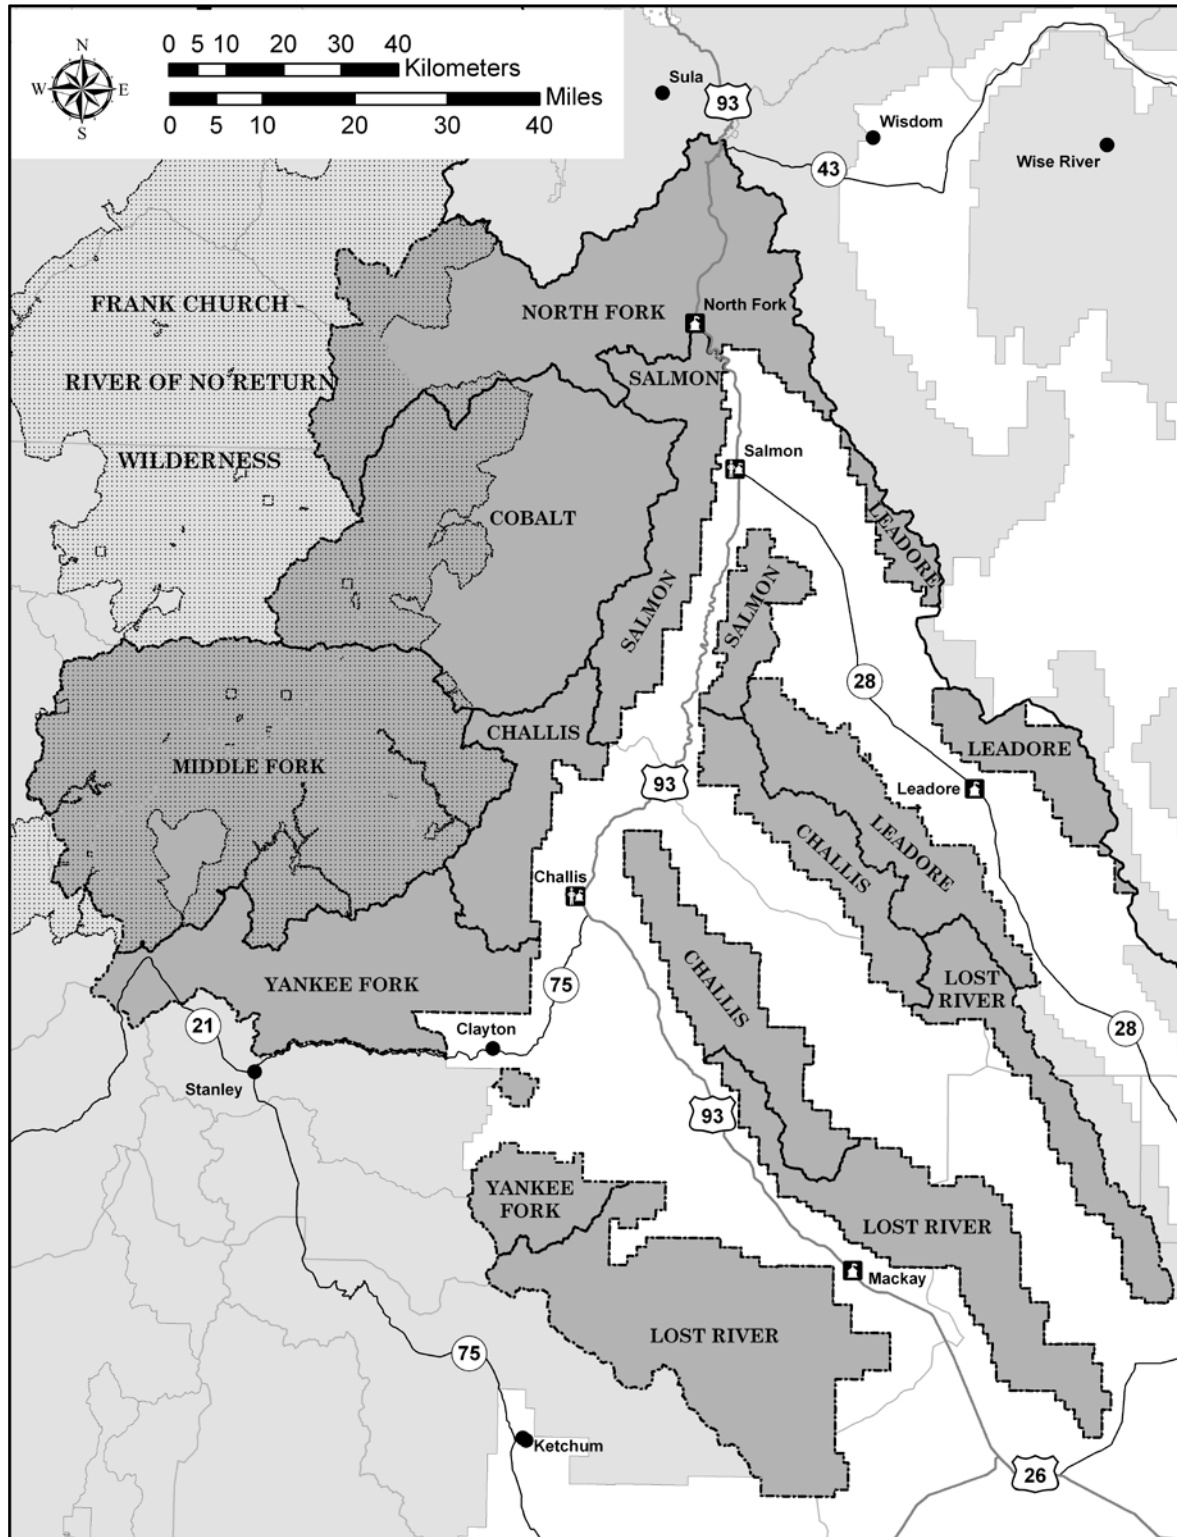 N
W E
S
0 5 10 20 30 40
Kilometers
Miles
0 5 10 20 30 40
Sula
93
Wisdom
43
Wise River
FRANK CHURCH
NORTH FORK
North Fork
RIVER OF NO RETURN
SALMON
WILDERNESS
Salmon
COBALT
LEADORE
SALMON
SALMON
28
CHALLIS
LEADORE
MIDDLE FORK
93
Leadore
CHALLIS
LEADORE
Challis
YANKEE FORK
75
CHALLIS
LOST
RIVER
21
Clayton
28
Stanley
93
YANKEE
FORK
LOST RIVER
Mackay
LOST RIVER
75
Ketchum
26